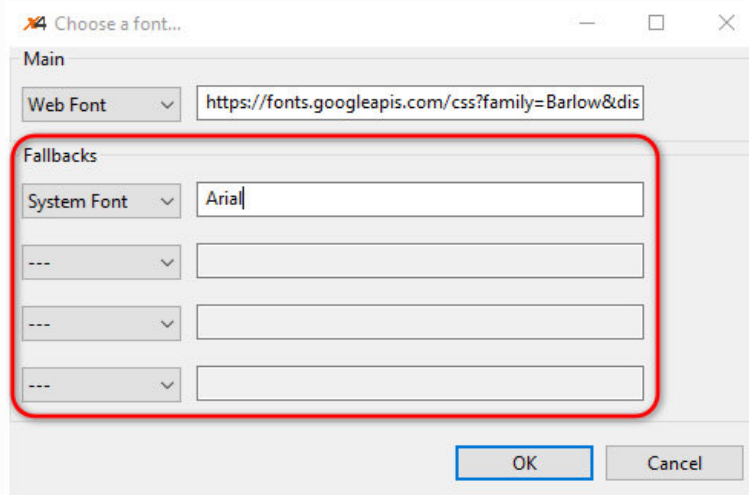 X4 Choose a font...
Main
Web Font https://fonts.googleapis.com/css?family=Barlow&dis
Fallbacks
System Font Arial
---
---
---
OK Cancel